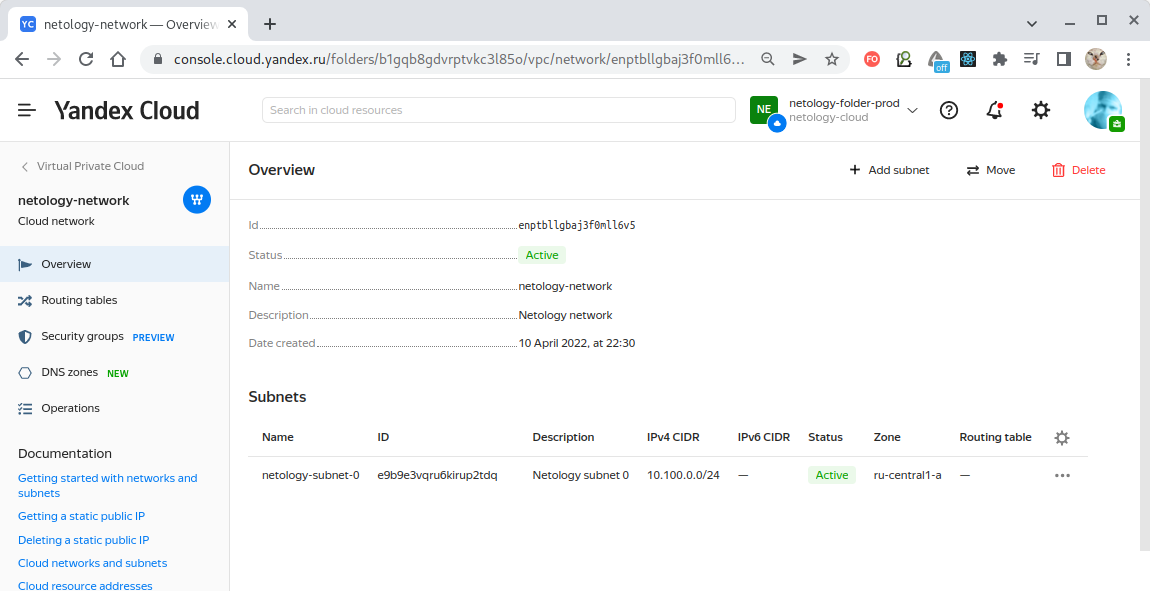 YC netology-network — Overview
console.cloud.yandex.ru/folders/b1gqb8gdvrptvkc3l85o/vpc/network/enptbllgbaj3f0mll6...
FO
off
Yandex Cloud
Search in cloud resources
NE
netology-folder-prod
netology-cloud
Virtual Private Cloud
netology-network
Cloud network
Overview
Routing tables
Security groups PREVIEW
DNS zones NEW
Operations
Documentation
Getting started with networks and
subnets
Getting a static public IP
Deleting a static public IP
Cloud networks and subnets
Cloud resource addresses
Overview
Add subnet
Move
Delete
Id enptbllgbaj3f0mll6v5
Status Active
Name netology-network
Description Netology network
Date created 10 April 2022, at 22:30
Subnets
Name ID Description IPv4 CIDR IPv6 CIDR Status Zone Routing table
netology-subnet-0 e9b9e3vqru6kirup2tdq Netology subnet 0 10.100.0.0/24 — Active ru-central1-a —